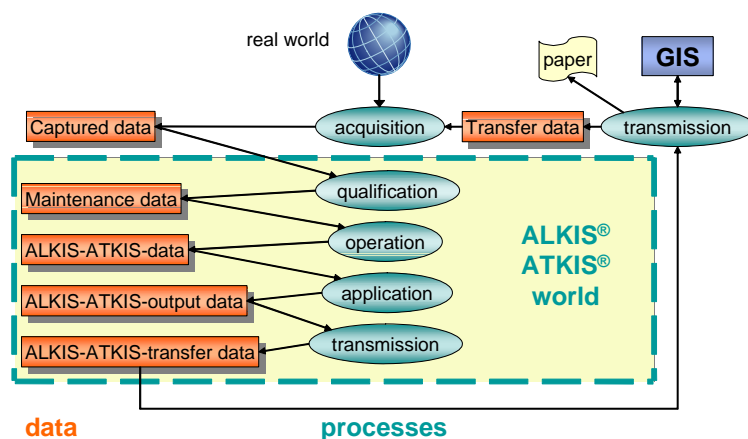 real world
paper
GIS
Captured data
acquisition
Transfer data
transmission
qualification
Maintenance data
operation
ALKIS®
ATKIS®
world
ALKIS-ATKIS-data
application
ALKIS-ATKIS-output data
transmission
ALKIS-ATKIS-transfer data
data
processes